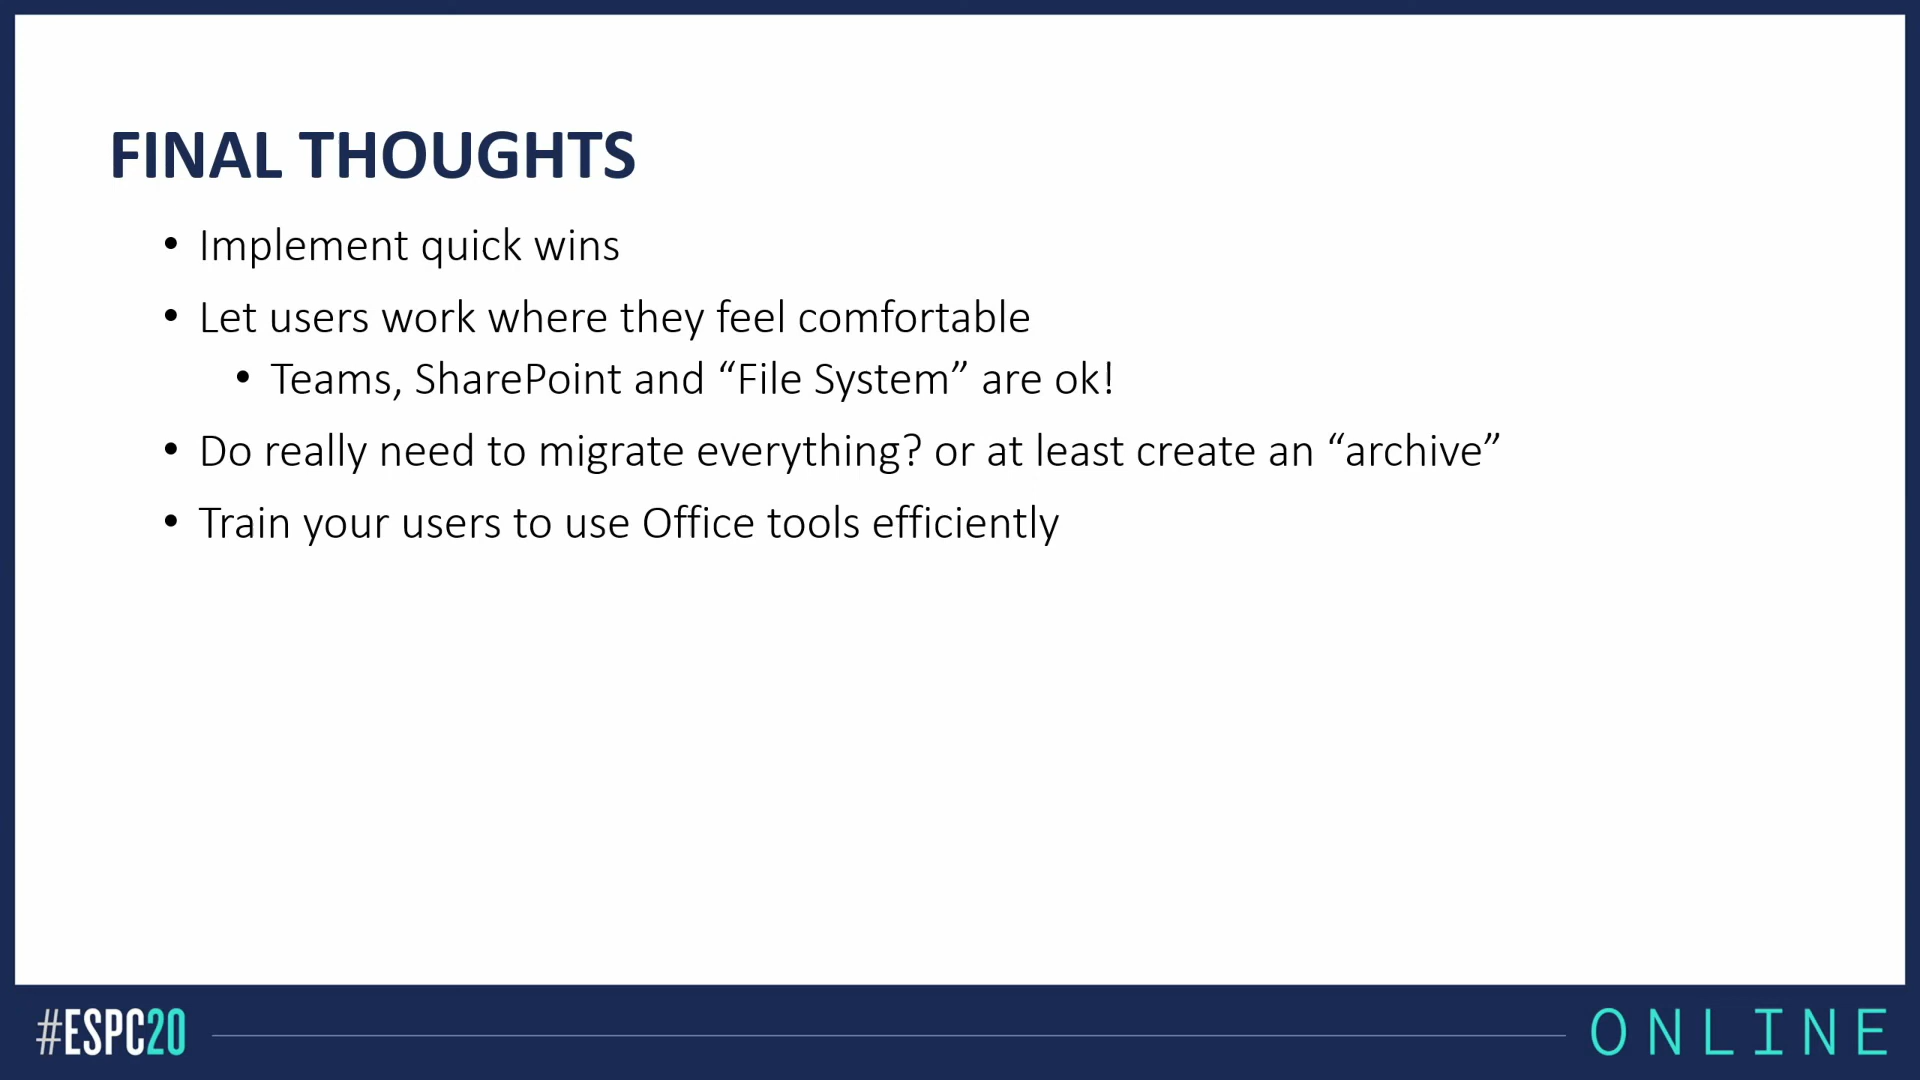 FINAL THOUGHTS
• Implement quick wins
• Let users work where they feel comfortable
• Teams, SharePoint and “File System” are ok!
• Do really need to migrate everything? or at least create an “archive”
• Train your users to use Office tools efficiently
#ESPC20
ONLINE